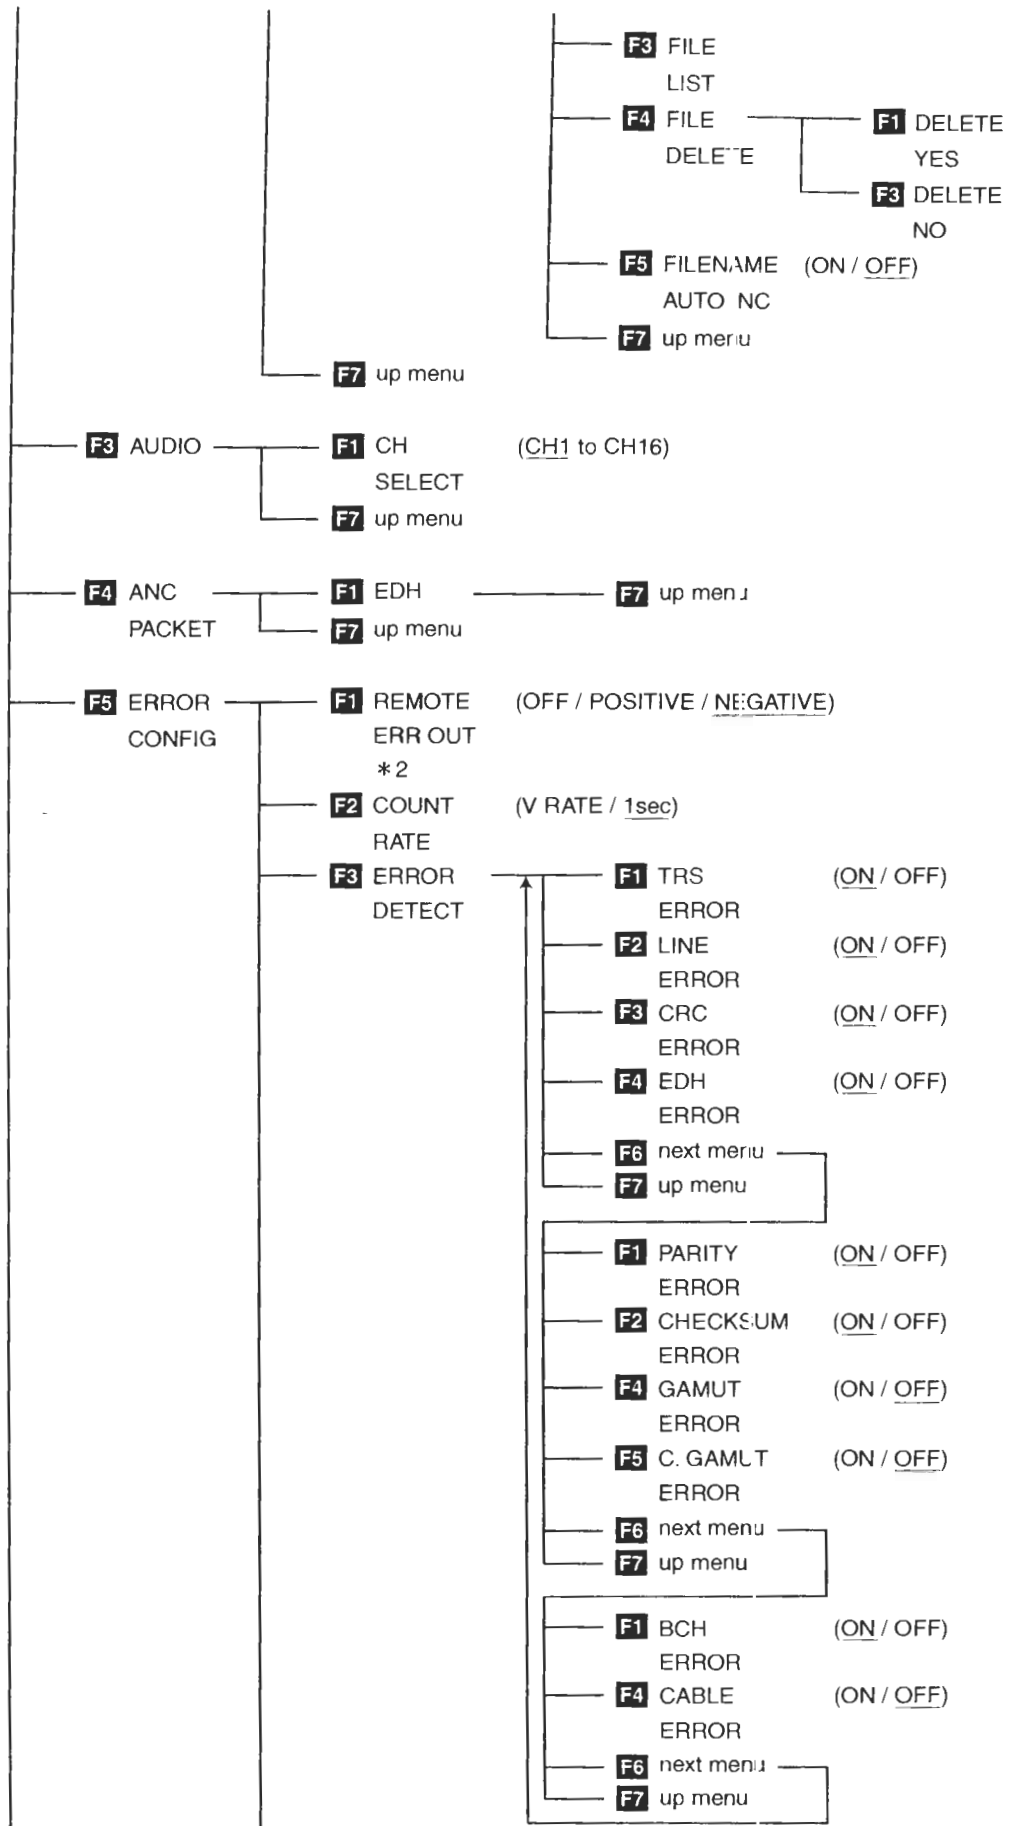 F3 FILE
LIST
F4 FILE F1 DELETE
DELETE YES
F3 DELETE
NO
F5 FILENAME (ON / OFF)
AUTO INC
F7 up menu
F7 up menu
F3 AUDIO F1 CH (CH1 to CH16)
SELECT
F7 up menu
F4 ANC F1 EDH F7 up menu
PACKET F7 up menu
F5 ERROR F1 REMOTE (OFF / POSITIVE / NEGATIVE)
CONFIG ERR OUT
*2
F2 COUNT (V RATE / 1sec)
RATE
F3 ERROR F1 TRS (ON / OFF)
DETECT ERROR
F2 LINE (ON / OFF)
ERROR
F3 CRC (ON / OFF)
ERROR
F4 EDH (ON / OFF)
ERROR
F6 next menu
F7 up menu
F1 PARITY (ON / OFF)
ERROR
F2 CHECKSUM (ON / OFF)
ERROR
F4 GAMUT (ON / OFF)
ERROR
F5 C. GAMUT (ON / OFF)
ERROR
F6 next menu
F7 up menu
F1 BCH (ON / OFF)
ERROR
F4 CABLE (ON / OFF)
ERROR
F6 next menu
F7 up menu